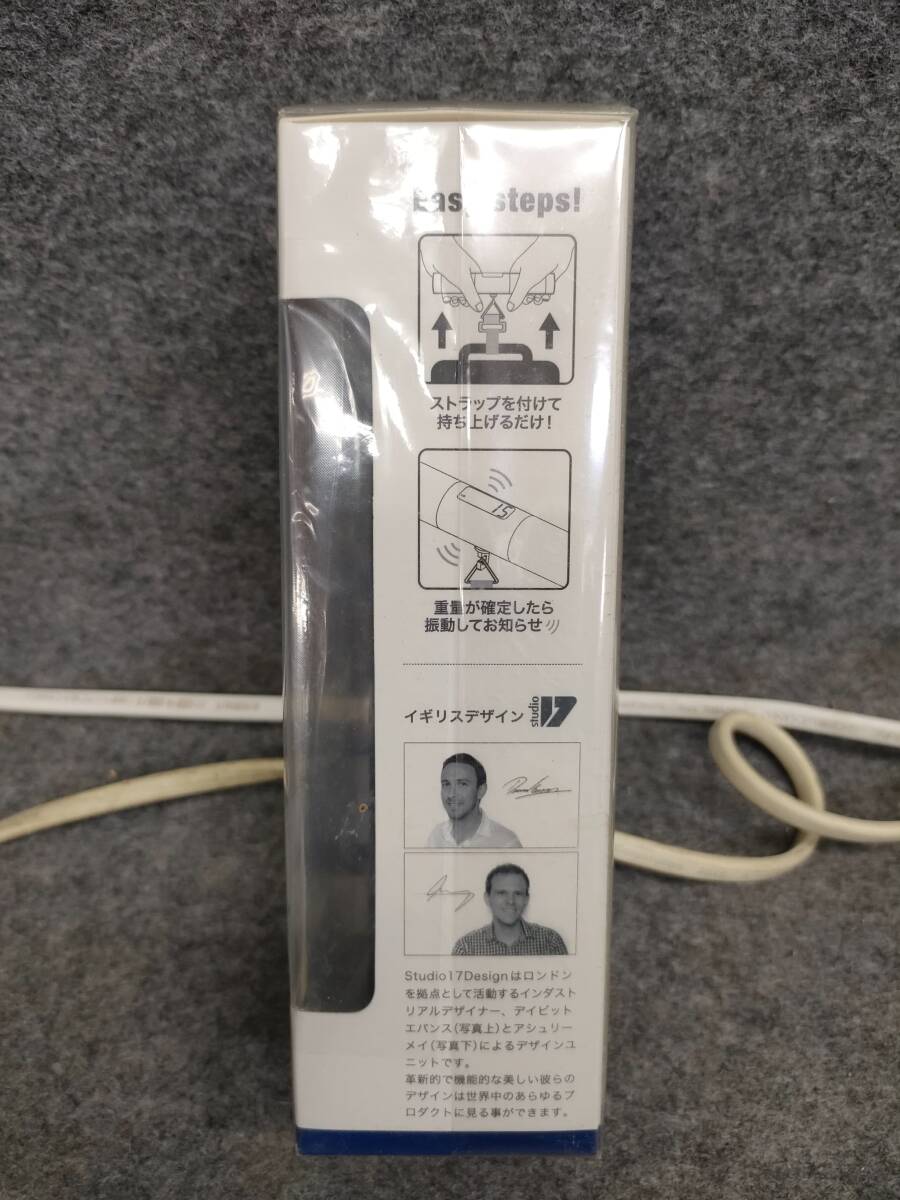 Easy steps!
ストラップを付けて
持ち上げるだけ！
15
重量が確定したら
振動してお知らせ
イギリスデザイン studio 17
Studio17Designはロンドン
を拠点として活動するインダスト
リアルデザイナー、デイビット
エバンス（写真上）とアシュリー
メイ（写真下）によるデザインユ
ニットです。
革新的で機能的な美しい彼らの
デザインは世界中のあらゆるプ
ロダクトに見る事ができます。